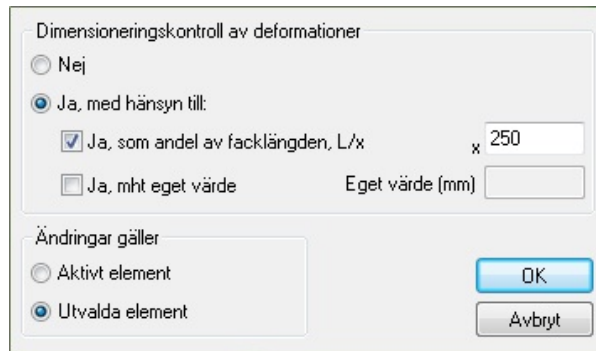 Dimensioneringskontroll av deformationer
Nej
Ja, med hänsyn till:
Ja, som andel av facklängden, L/x x 250
Ja, mht eget värde Eget värde (mm)
Ändringar gäller
Aktivt element
Utvalda element
OK
Avbryt